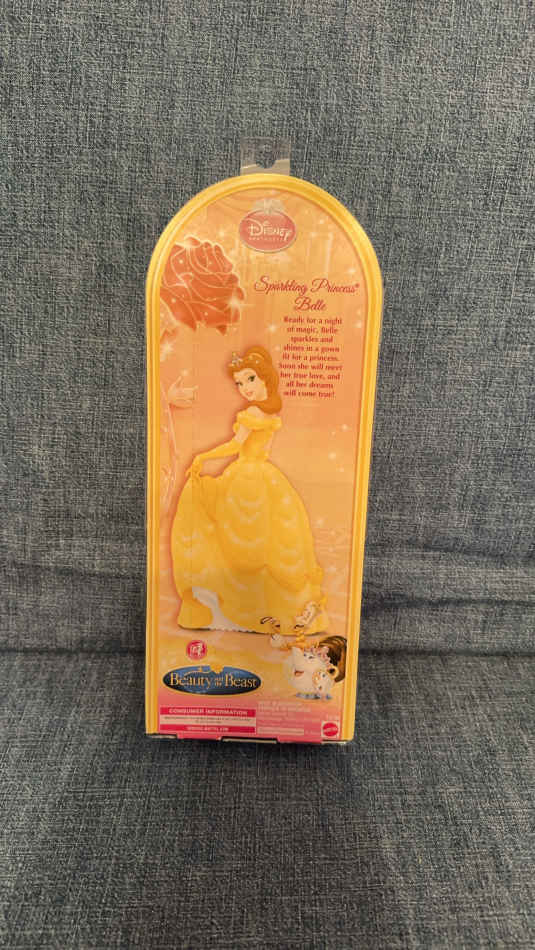 Disney
PRINCESS
Sparkling Princess®
Belle
Ready for a night
of magic, Belle
sparkles and
shines in a gown
fit for a princess.
Soon she will meet
her true love, and
all her dreams
will come true!
Beauty and the Beast
CONSUMER INFORMATION
MATTEL